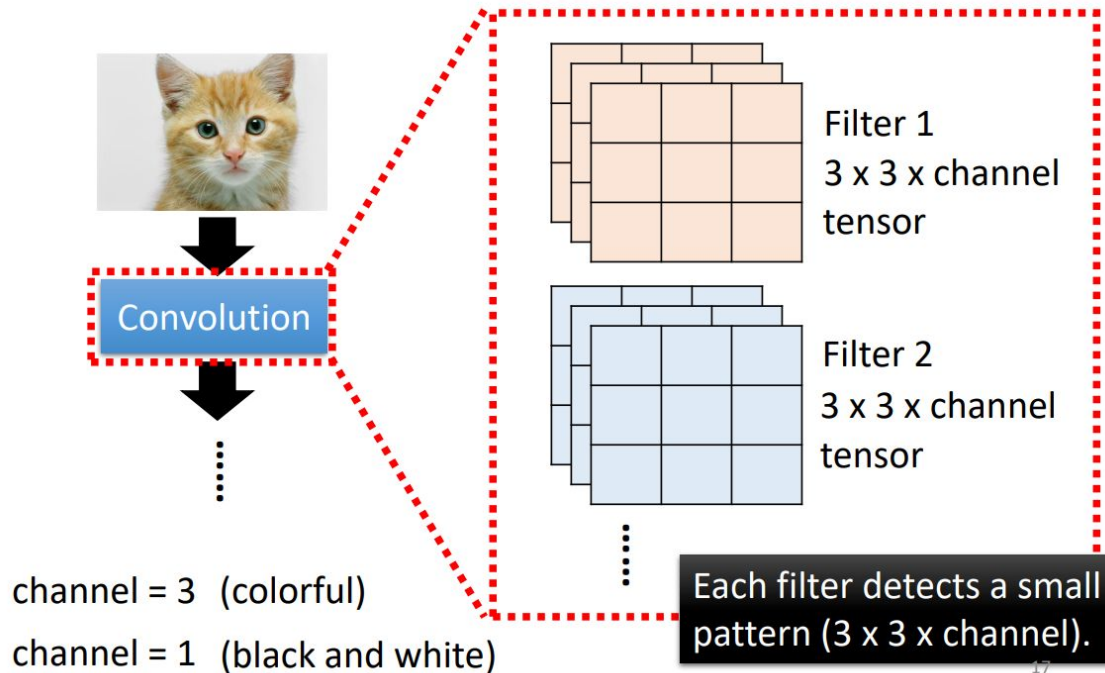 Convolution
......
channel = 3 (colorful)
channel = 1 (black and white)
Filter 1
3 x 3 x channel
tensor
Filter 2
3 x 3 x channel
tensor
......
Each filter detects a small
pattern (3 x 3 x channel).
17